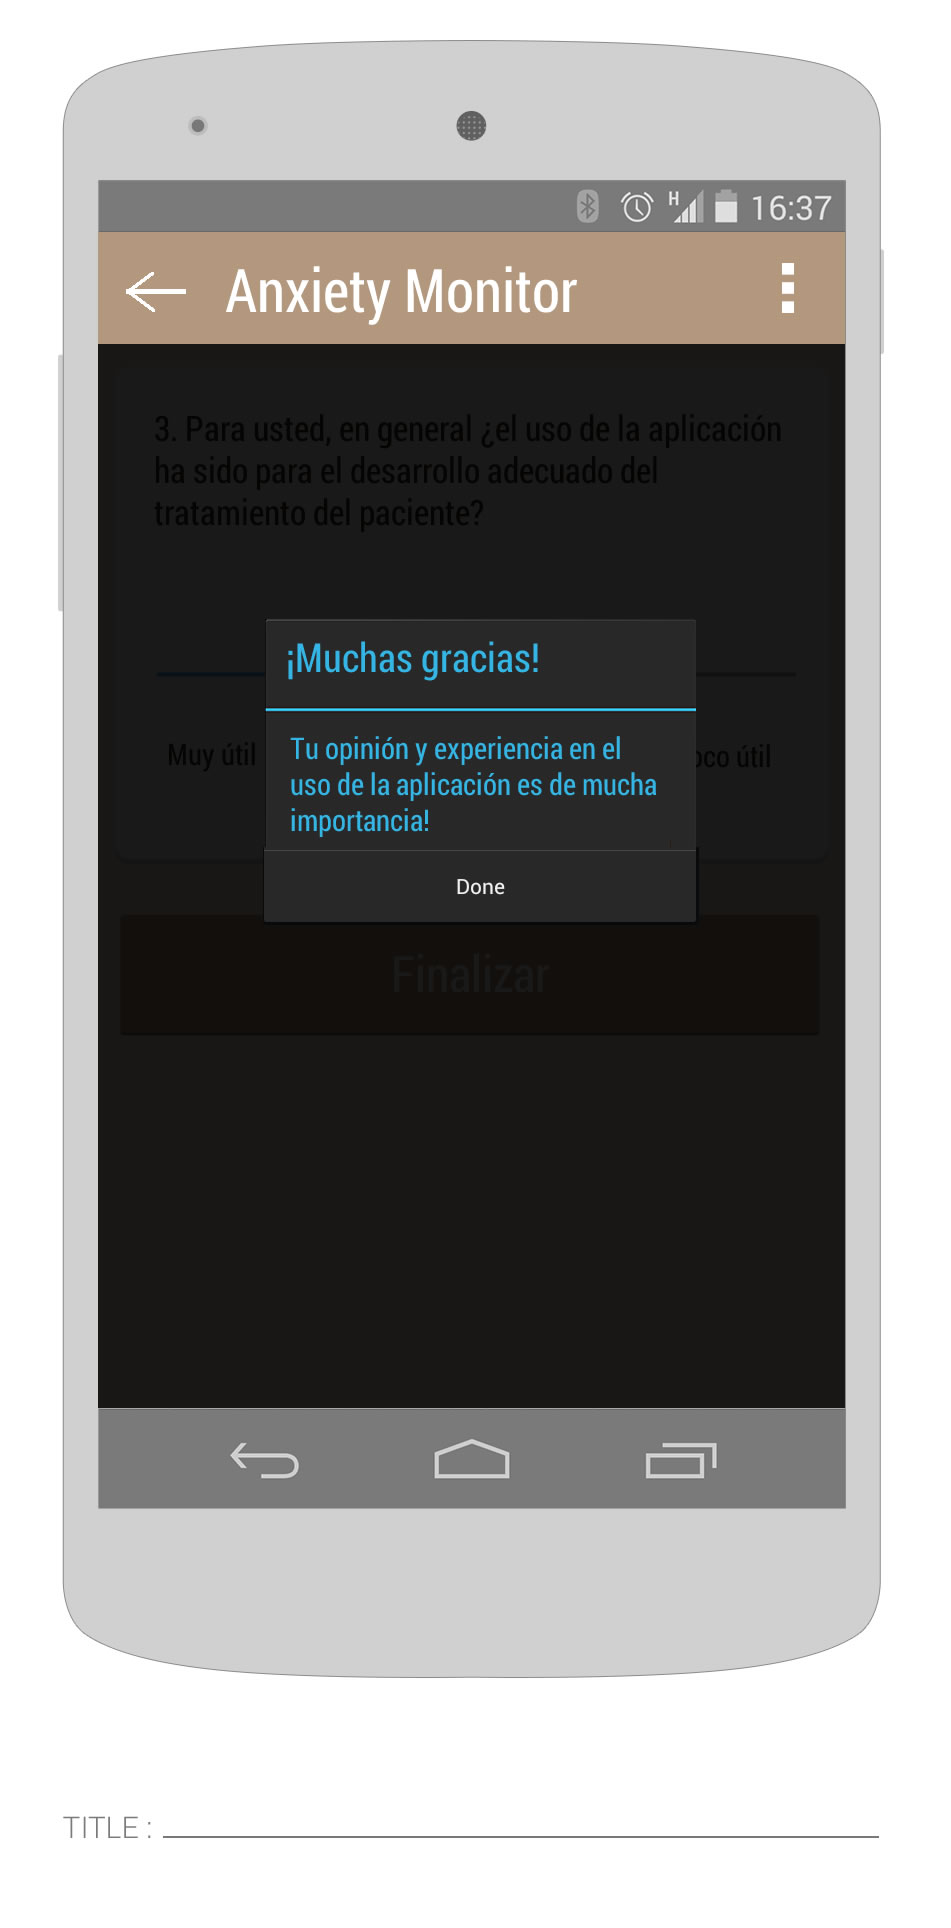 H 16:37
Anxiety Monitor
3. Para usted, en general ¿el uso de la aplicación
ha sido para el desarrollo adecuado del
tratamiento del paciente?
¡Muchas gracias!
Tu opinión y experiencia en el
uso de la aplicación es de mucha
importancia!
Muy útil
oco útil
Done
Finalizar
TITLE :